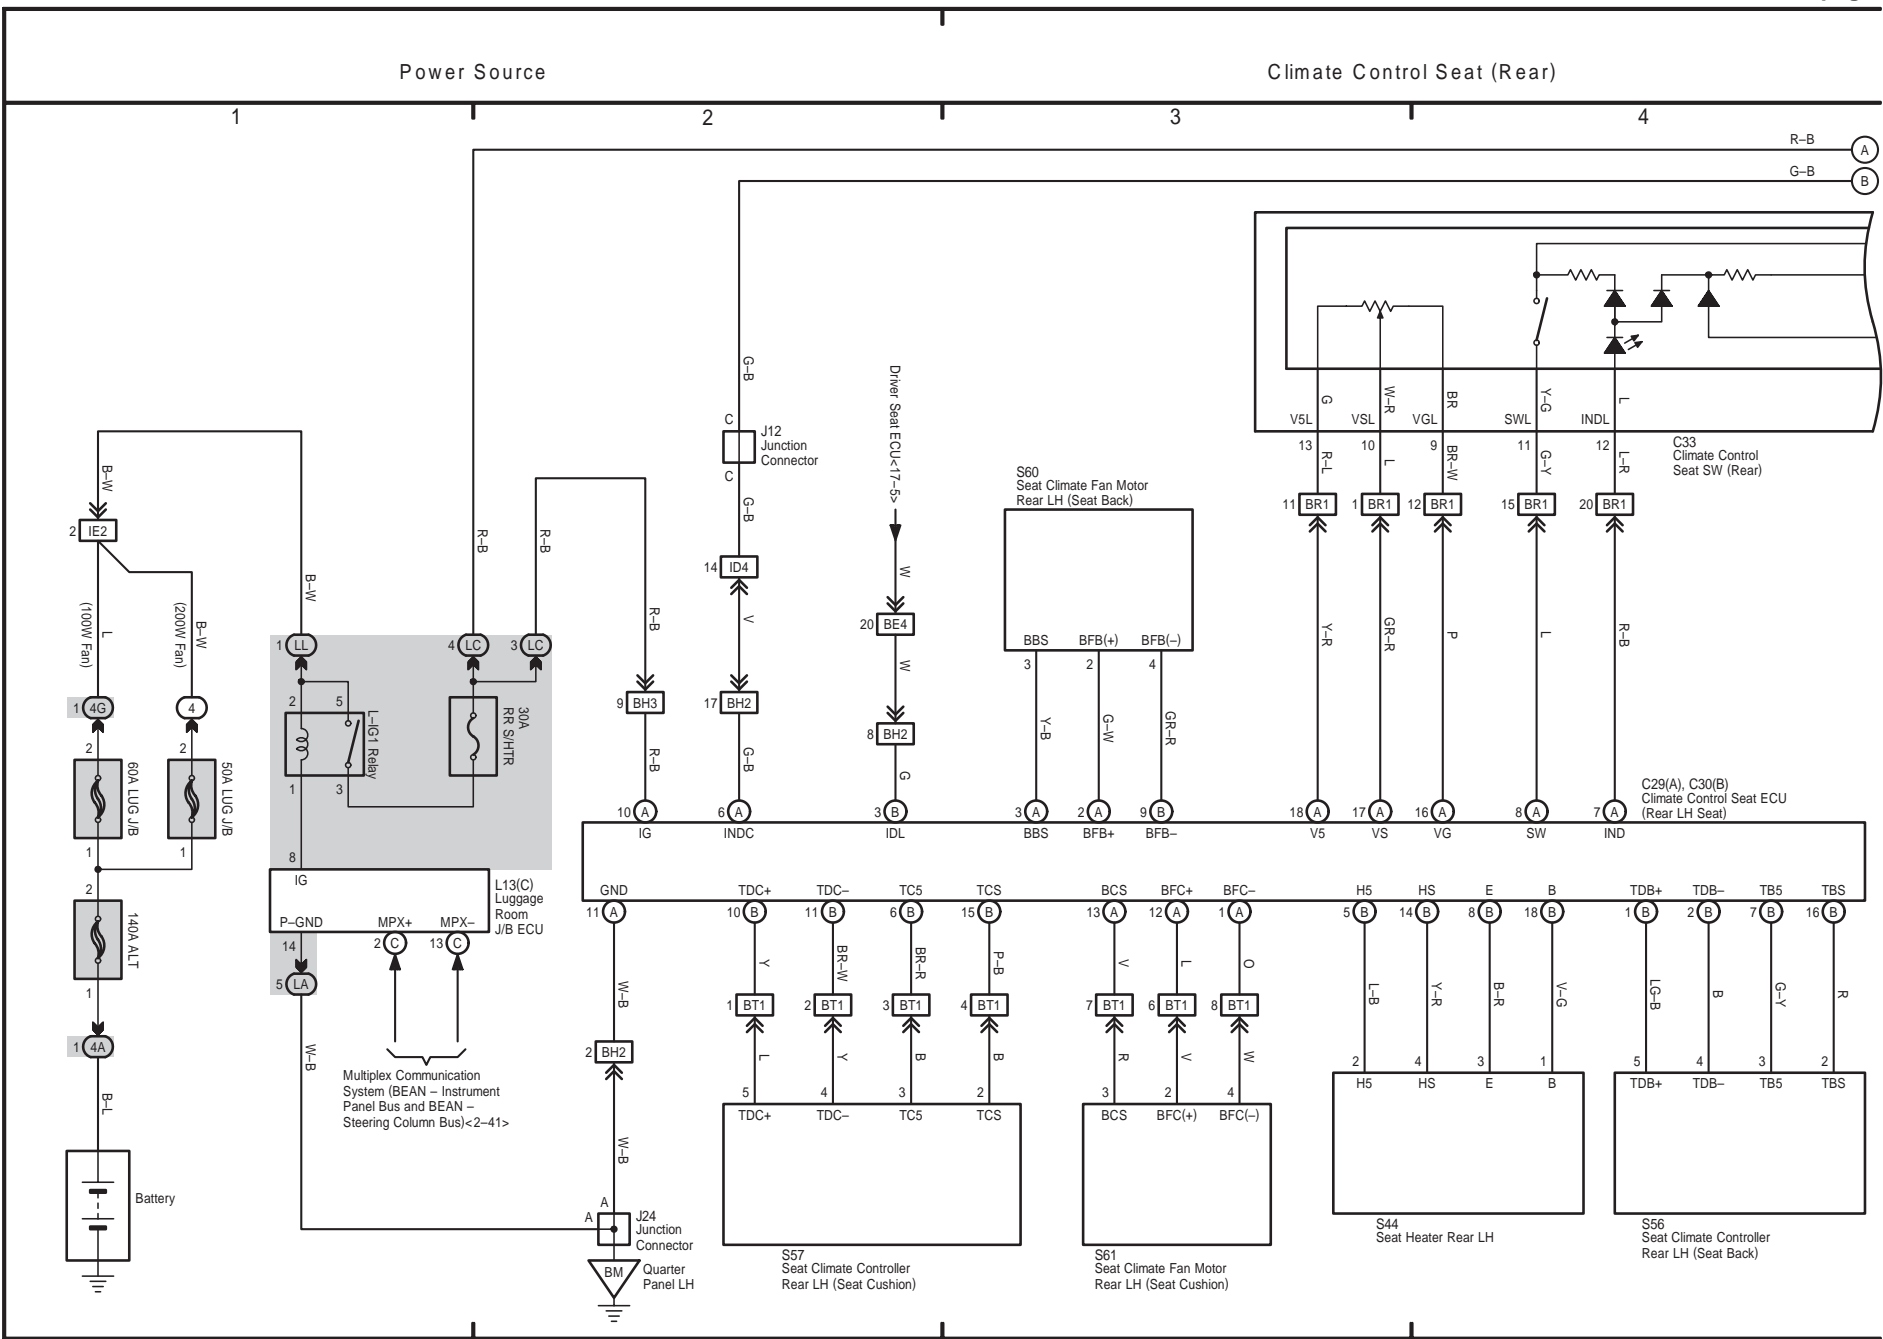 Power Source
Climate Control Seat (Rear)
1
2
3
4
R–B
A
G–B
B
G–B
C
J12
Junction
Connector
C
G–B
14 ID4
V
17 BH2
G–B
6 A
INDC
Driver Seat ECU<17–5>
W
20 BE4
W
8 BH2
G
3 B
IDL
S60
Seat Climate Fan Motor
Rear LH (Seat Back)
BBS BFB(+) BFB(–)
3 2 4
Y–B G–W GR–R
3 A 2 A 9 B
BBS BFB+ BFB–
G W–R BR Y–G L
V5L VSL VGL SWL INDL
13 10 9 11 12
C33
Climate Control
Seat SW (Rear)
R–L L BR–W G–Y L–R
11 BR1 1 BR1 12 BR1 15 BR1 20 BR1
Y–R GR–R P L R–B
18 A 17 A 16 A 8 A 7 A
V5 VS VG SW IND
C29(A), C30(B)
Climate Control Seat ECU
(Rear LH Seat)
B–W
2 IE2
B–W
L
(100W Fan)
B–W
(200W Fan)
1 4G
4
2 2
60A LUG J/B
50A LUG J/B
1 1
2
140A ALT
1
1 4A
B–L
Battery
R–B
R–B
R–B
9 BH3
R–B
10 A
IG
1 LL 4 LC 3 LC
2 5
L–IG1 Relay
30A
RR S/HTR
1 3
8
IG
L13(C)
Luggage
Room
J/B ECU
P–GND MPX+ MPX–
14 2 C 13 C
5 LA
W–B
Multiplex Communication
System (BEAN – Instrument
Panel Bus and BEAN –
Steering Column Bus)<2–41>
GND TDC+ TDC– TC5 TCS BCS BFC+ BFC– H5 HS E B TDB+ TDB– TB5 TBS
11 A 10 B 11 B 6 B 15 B 13 A 12 A 1 A 5 B 14 B 8 B 18 B 1 B 2 B 7 B 16 B
W–B
2 BH2
W–B
A
A
J24
Junction
Connector
BM
Quarter
Panel LH
Y BR–W BR–R P–B
1 BT1 2 BT1 3 BT1 4 BT1
L Y B B
5 4 3 2
TDC+ TDC– TC5 TCS
S57
Seat Climate Controller
Rear LH (Seat Cushion)
V L O
7 BT1 6 BT1 8 BT1
R V W
3 2 4
BCS BFC(+) BFC(–)
S61
Seat Climate Fan Motor
Rear LH (Seat Cushion)
L–B Y–R B–R V–G
2 4 3 1
H5 HS E B
S44
Seat Heater Rear LH
LG–B B G–Y R
5 4 3 2
TDB+ TDB– TB5 TBS
S56
Seat Climate Controller
Rear LH (Seat Back)